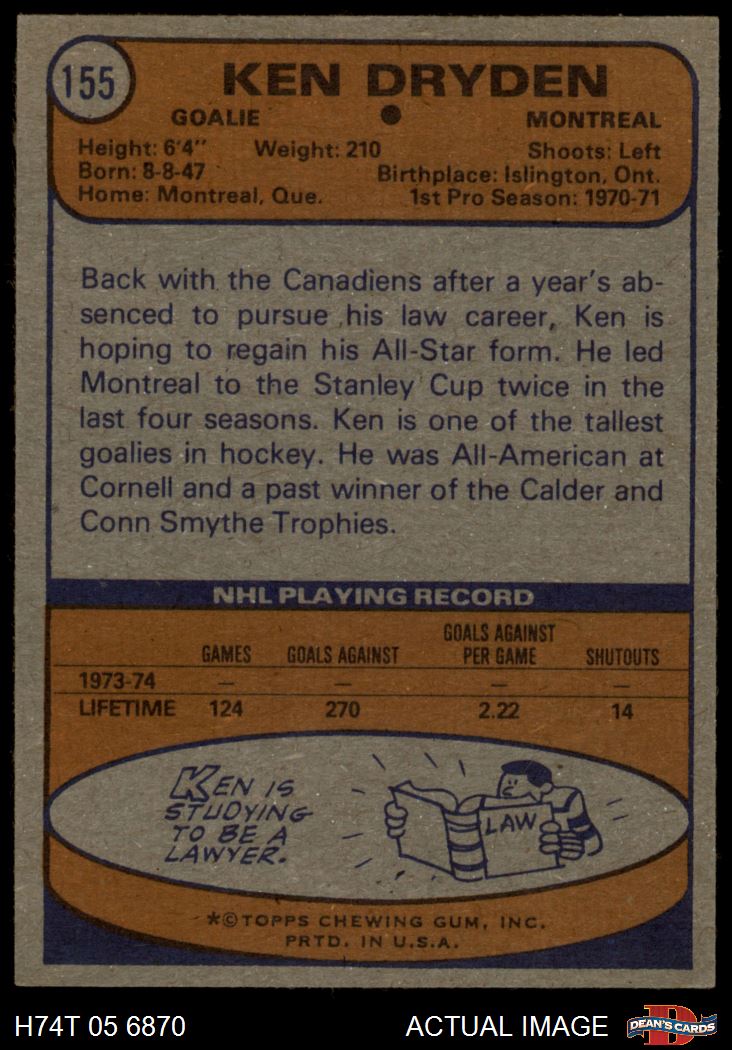 155
KEN DRYDEN
GOALIE
MONTREAL
Height: 6'4" Weight: 210 Shoots: Left
Born: 8-8-47 Birthplace: Islington, Ont.
Home: Montreal, Que. 1st Pro Season: 1970-71
Back with the Canadiens after a year's ab-
senced to pursue his law career, Ken is
hoping to regain his All-Star form. He led
Montreal to the Stanley Cup twice in the
last four seasons. Ken is one of the tallest
goalies in hockey. He was All-American at
Cornell and a past winner of the Calder and
Conn Smythe Trophies.
NHL PLAYING RECORD
GAMES GOALS AGAINST GOALS AGAINST PER GAME SHUTOUTS
1973-74 — — — —
LIFETIME 124 270 2.22 14
KEN IS
STUDYING
TO BE A
LAWYER.
LAW
*©TOPPS CHEWING GUM, INC.
PRTD. IN U.S.A.
H74T 05 6870 ACTUAL IMAGE
D
DEAN'S CARDS